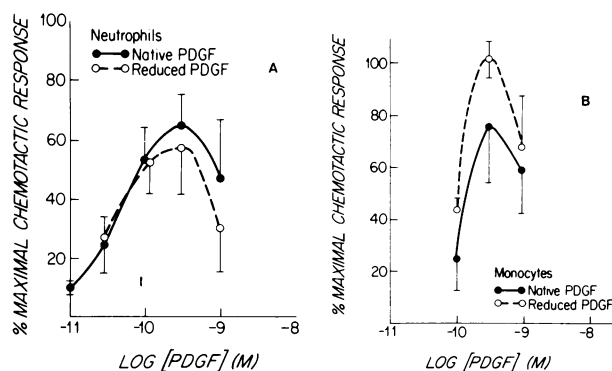 % MAXIMAL CHEMOTACTIC RESPONSE
100
80
60
40
20
Neutrophils
Native PDGF
Reduced PDGF
A
-11
-10
-9
-8
LOG [PDGF] (M)
% MAXIMAL CHEMOTACTIC RESPONSE
100
80
60
40
20
B
Monocytes
Native PDGF
Reduced PDGF
-11
-10
-9
-8
LOG [PDGF] (M)